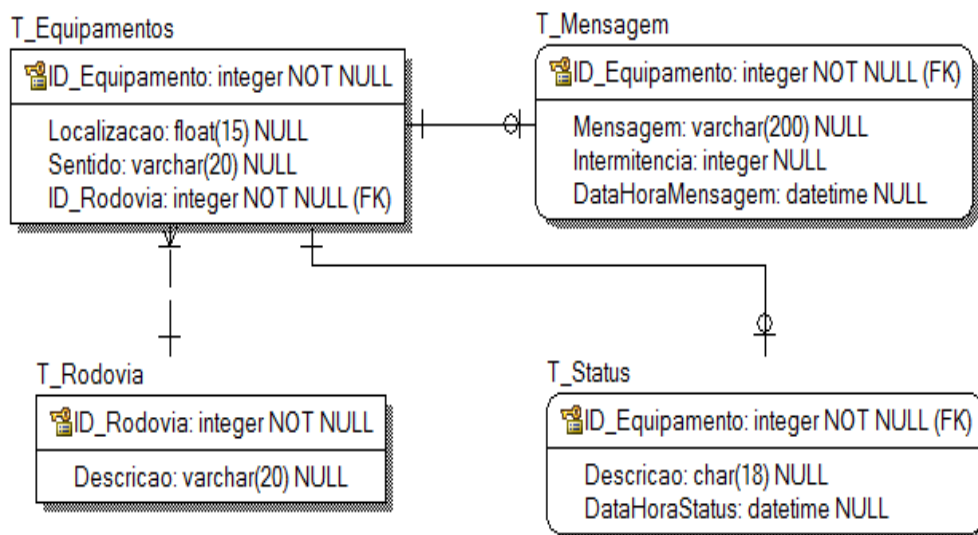 T_Equipamentos
ID_Equipamento: integer NOT NULL
Localizacao: float(15) NULL
Sentido: varchar(20) NULL
ID_Rodovia: integer NOT NULL (FK)
T_Mensagem
ID_Equipamento: integer NOT NULL (FK)
Mensagem: varchar(200) NULL
Intermitencia: integer NULL
DataHoraMensagem: datetime NULL
T_Rodovia
ID_Rodovia: integer NOT NULL
Descricao: varchar(20) NULL
T_Status
ID_Equipamento: integer NOT NULL (FK)
Descricao: char(18) NULL
DataHoraStatus: datetime NULL